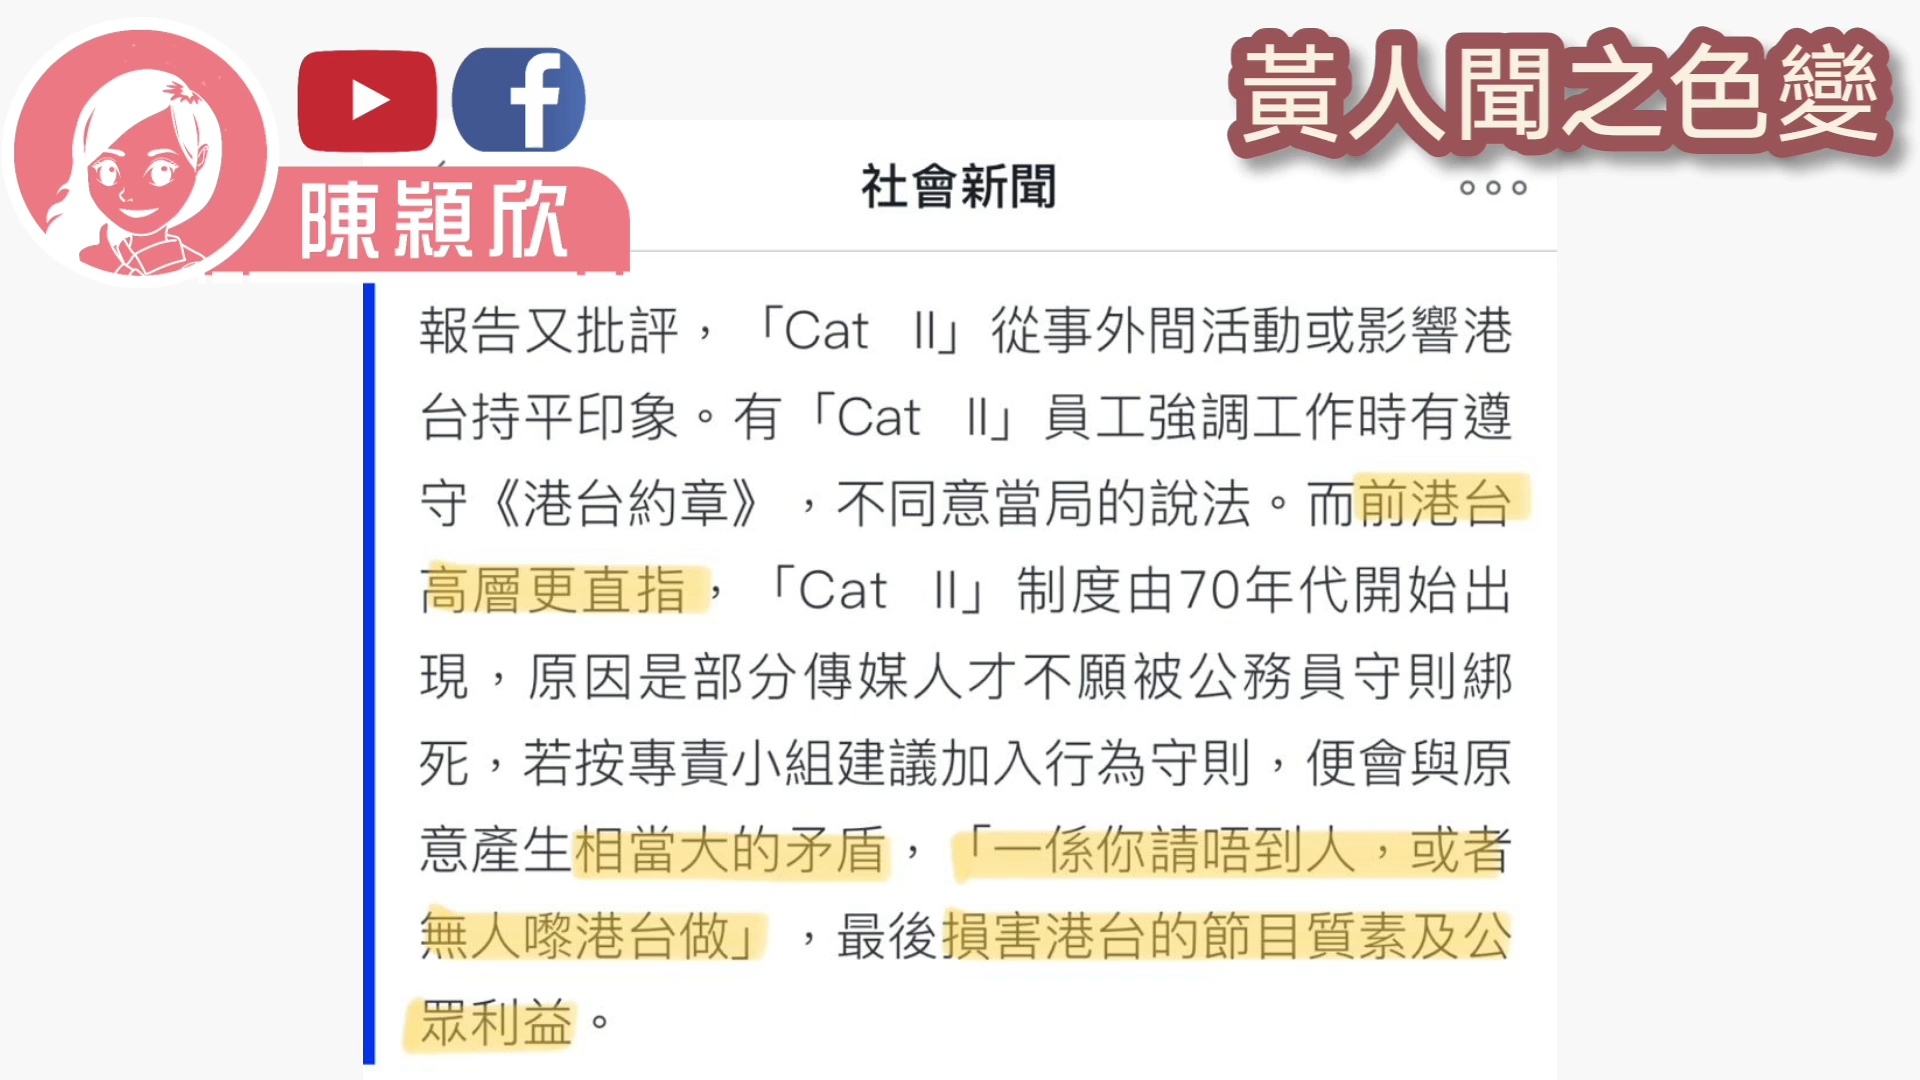 黃人聞之色變
陳穎欣
社會新聞
報告又批評，「Cat II」從事外間活動或影響港
台持平印象。有「Cat II」員工強調工作時有遵
守《港台約章》，不同意當局的說法。而前港台
高層更直指，「Cat II」制度由70年代開始出
現，原因是部分傳媒人才不願被公務員守則綁
死，若按專責小組建議加入行為守則，便會與原
意產生相當大的矛盾，「一係你請唔到人，或者
無人嚟港台做」，最後損害港台的節目質素及公
眾利益。